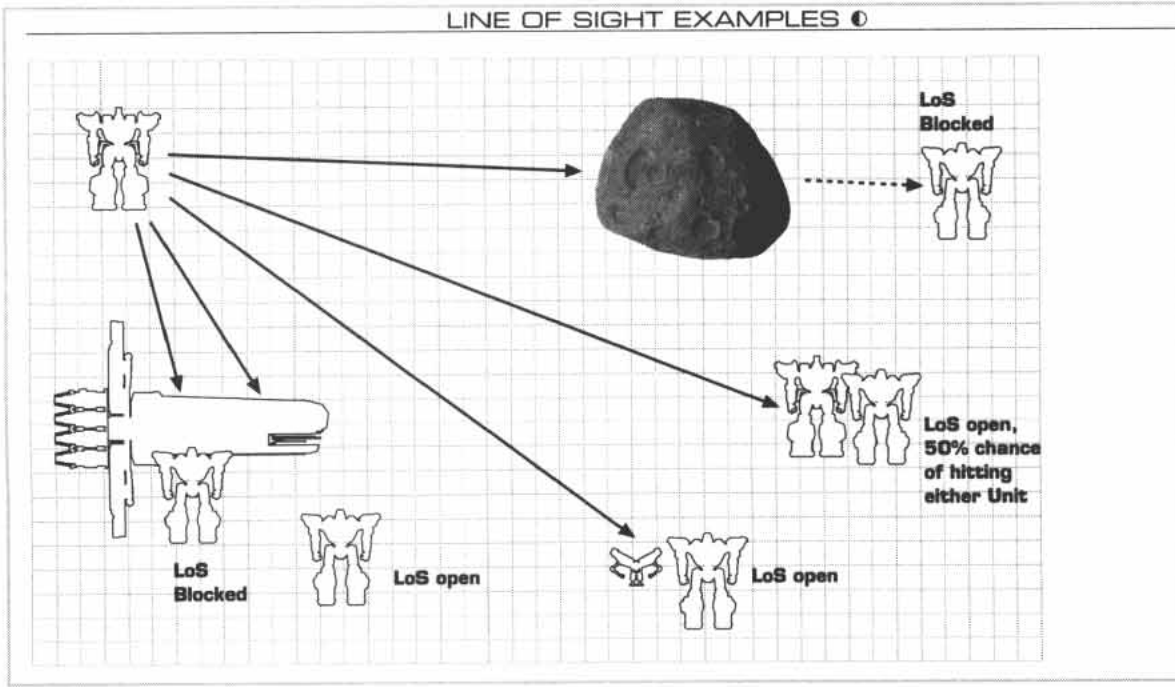 LINE OF SIGHT EXAMPLES
LoS
Blocked
LoS open,
50% chance
of hitting
either Unit
LoS
Blocked
LoS open
LoS open